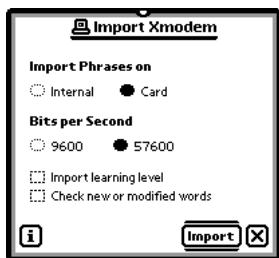 Import Xmodem
Import Phrases on
Internal Card
Bits per Second
9600 57600
Import learning level
Check new or modified words
i Import X